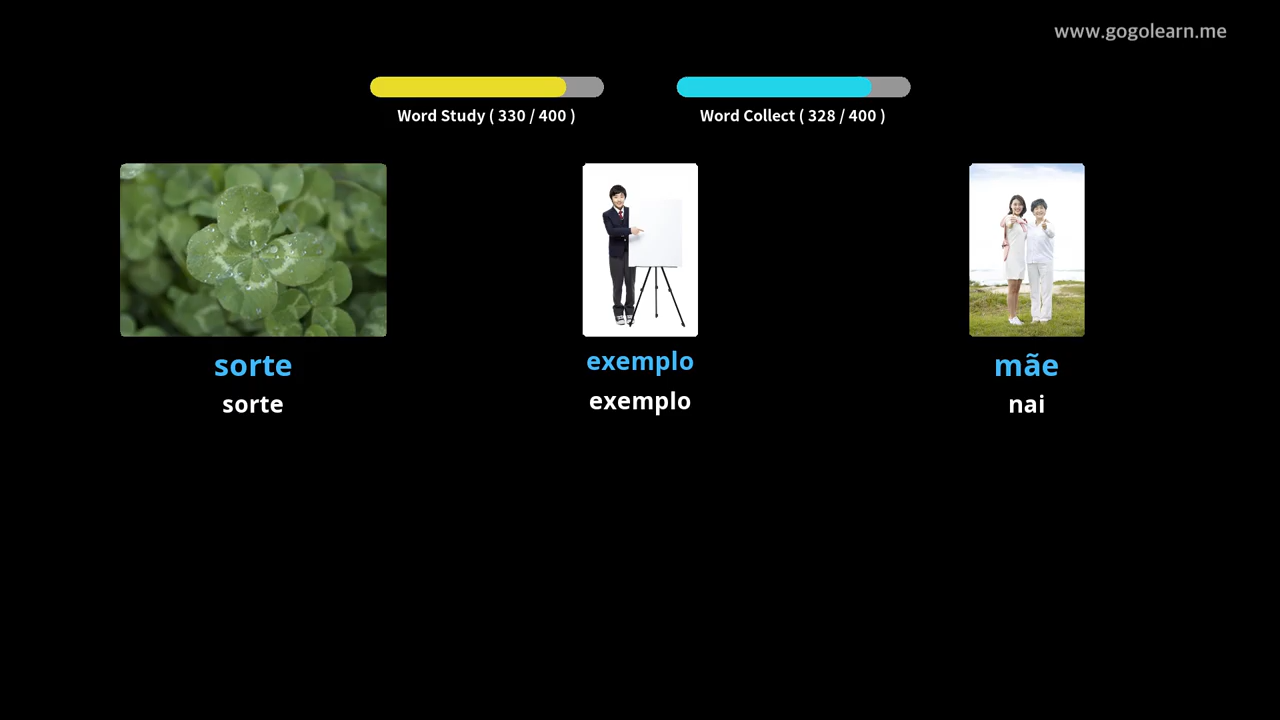 www.gogolearn.me
Word Study ( 330 / 400 )
Word Collect ( 328 / 400 )
sorte
sorte
exemplo
exemplo
mãe
nai